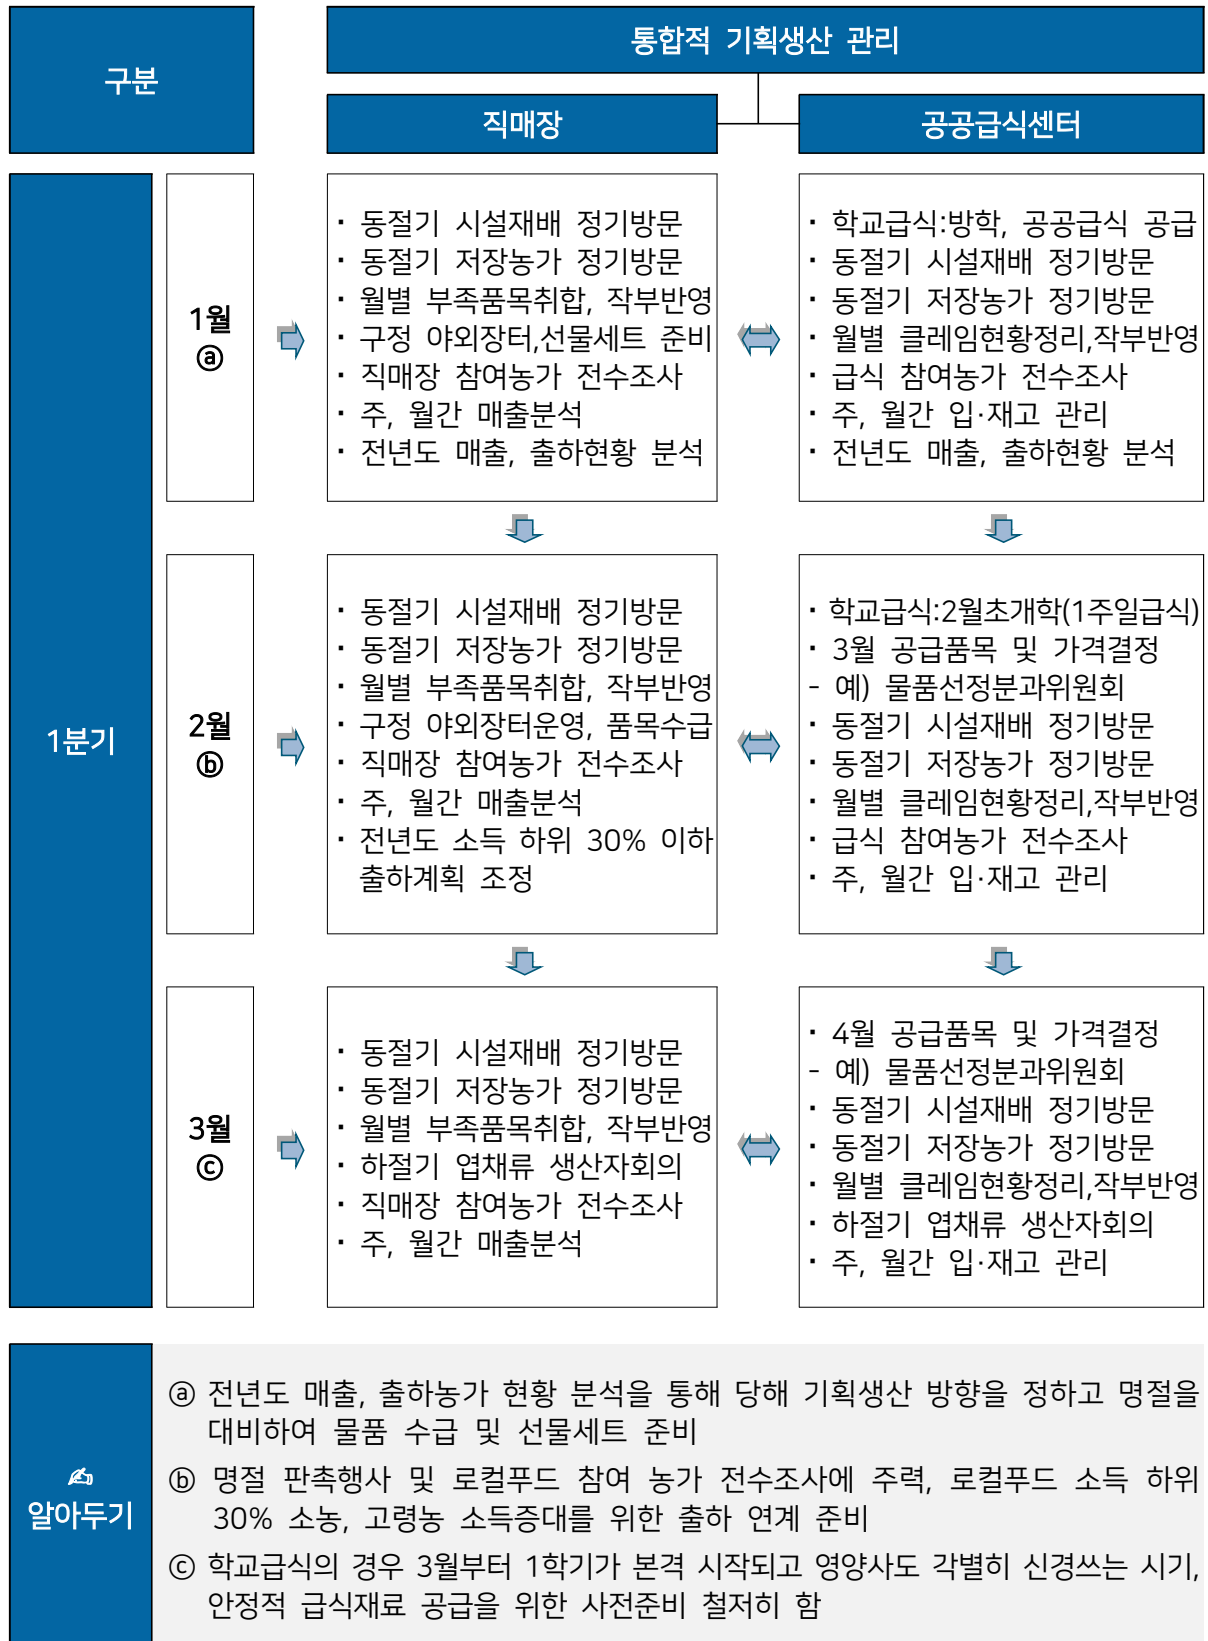 구분
통합적 기획생산 관리
직매장
공공급식센터
1분기
1월
ⓐ
· 동절기 시설재배 정기방문
· 동절기 저장농가 정기방문
· 월별 부족품목취합, 작부반영
· 구정 야외장터,선물세트 준비
· 직매장 참여농가 전수조사
· 주, 월간 매출분석
· 전년도 매출, 출하현황 분석
· 학교급식:방학, 공공급식 공급
· 동절기 시설재배 정기방문
· 동절기 저장농가 정기방문
· 월별 클레임현황정리,작부반영
· 급식 참여농가 전수조사
· 주, 월간 입·재고 관리
· 전년도 매출, 출하현황 분석
2월
ⓑ
· 동절기 시설재배 정기방문
· 동절기 저장농가 정기방문
· 월별 부족품목취합, 작부반영
· 구정 야외장터운영, 품목수급
· 직매장 참여농가 전수조사
· 주, 월간 매출분석
· 전년도 소득 하위 30% 이하
출하계획 조정
· 학교급식:2월초개학(1주일급식)
· 3월 공급품목 및 가격결정
- 예) 물품선정분과위원회
· 동절기 시설재배 정기방문
· 동절기 저장농가 정기방문
· 월별 클레임현황정리,작부반영
· 급식 참여농가 전수조사
· 주, 월간 입·재고 관리
3월
ⓒ
· 동절기 시설재배 정기방문
· 동절기 저장농가 정기방문
· 월별 부족품목취합, 작부반영
· 하절기 엽채류 생산자회의
· 직매장 참여농가 전수조사
· 주, 월간 매출분석
· 4월 공급품목 및 가격결정
- 예) 물품선정분과위원회
· 동절기 시설재배 정기방문
· 동절기 저장농가 정기방문
· 월별 클레임현황정리,작부반영
· 하절기 엽채류 생산자회의
· 주, 월간 입·재고 관리
✍
알아두기
ⓐ 전년도 매출, 출하농가 현황 분석을 통해 당해 기획생산 방향을 정하고 명절을
대비하여 물품 수급 및 선물세트 준비
ⓑ 명절 판촉행사 및 로컬푸드 참여 농가 전수조사에 주력, 로컬푸드 소득 하위
30% 소농, 고령농 소득증대를 위한 출하 연계 준비
ⓒ 학교급식의 경우 3월부터 1학기가 본격 시작되고 영양사도 각별히 신경쓰는 시기,
안정적 급식재료 공급을 위한 사전준비 철저히 함